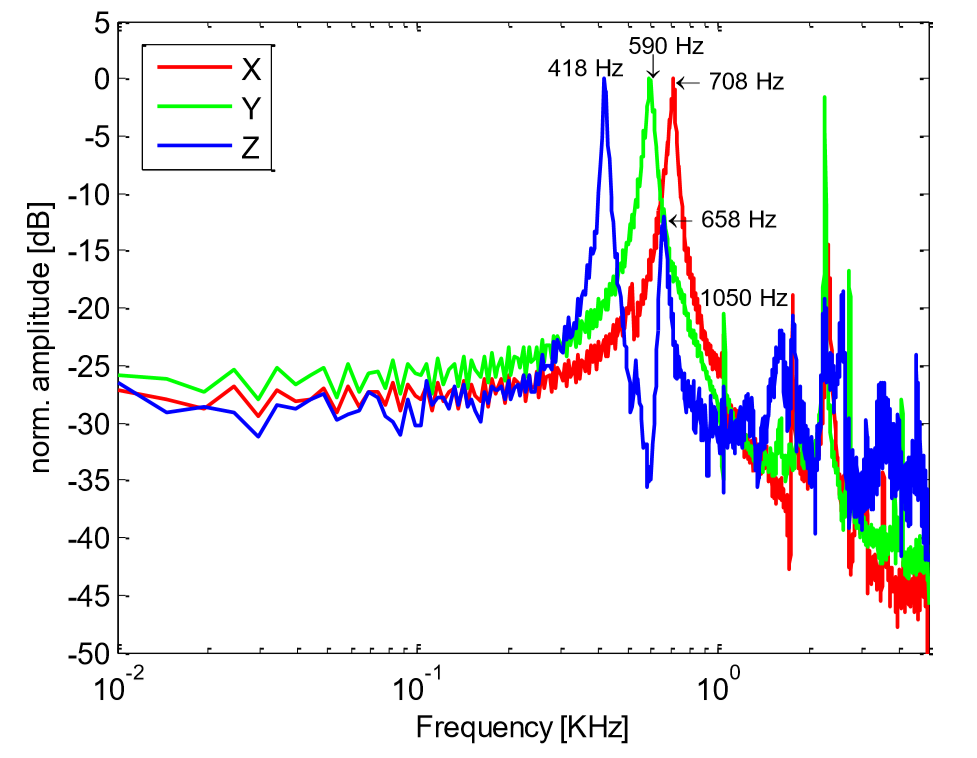 5
0
-5
-10
-15
-20
-25
-30
-35
-40
-45
-50
norm. amplitude [dB]
X
Y
Z
418 Hz
590 Hz
708 Hz
658 Hz
1050 Hz
10^-2
10^-1
10^0
Frequency [KHz]